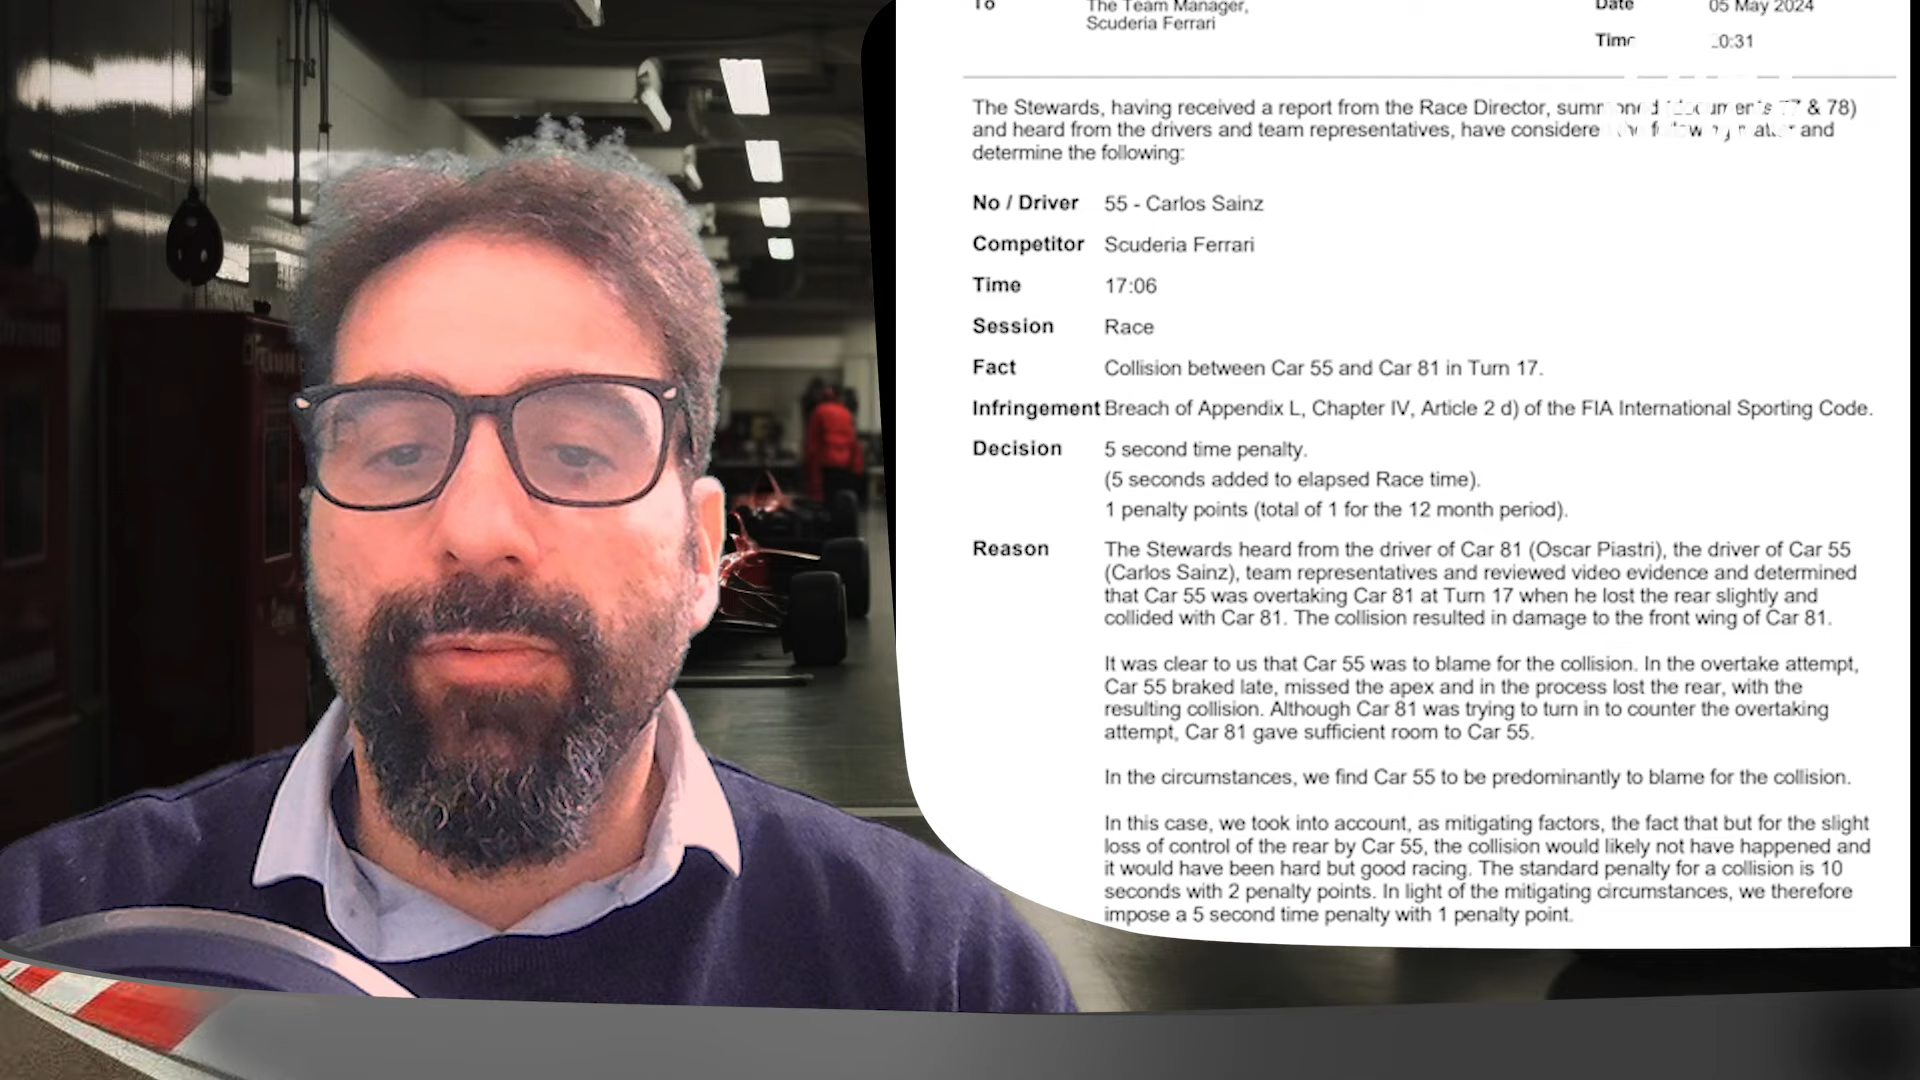 To The Team Manager, Date 05 May 2024
Scuderia Ferrari
0:31
The Stewards, having received a report from the Race Director, & 78)
and heard from the drivers and team representatives, have and
determine the following:
No / Driver 55 - Carlos Sainz
Competitor Scuderia Ferrari
Time 17:06
Session Race
Fact Collision between Car 55 and Car 81 in Turn 17.
Infringement Breach of Appendix L, Chapter IV, Article 2 d) of the FIA International Sporting Code.
Decision 5 second time penalty.
(5 seconds added to elapsed Race time).
1 penalty points (total of 1 for the 12 month period).
Reason The Stewards heard from the driver of Car 81 (Oscar Piastri), the driver of Car 55
(Carlos Sainz), team representatives and reviewed video evidence and determined
that Car 55 was overtaking Car 81 at Turn 17 when he lost the rear slightly and
collided with Car 81. The collision resulted in damage to the front wing of Car 81.
It was clear to us that Car 55 was to blame for the collision. In the overtake attempt,
Car 55 braked late, missed the apex and in the process lost the rear, with the
resulting collision. Although Car 81 was trying to turn in to counter the overtaking
attempt, Car 81 gave sufficient room to Car 55.
In the circumstances, we find Car 55 to be predominantly to blame for the collision.
In this case, we took into account, as mitigating factors, the fact that but for the slight
loss of control of the rear by Car 55, the collision would likely not have happened and
it would have been hard but good racing. The standard penalty for a collision is 10
seconds with 2 penalty points. In light of the mitigating circumstances, we therefore
impose a 5 second time penalty with 1 penalty point.